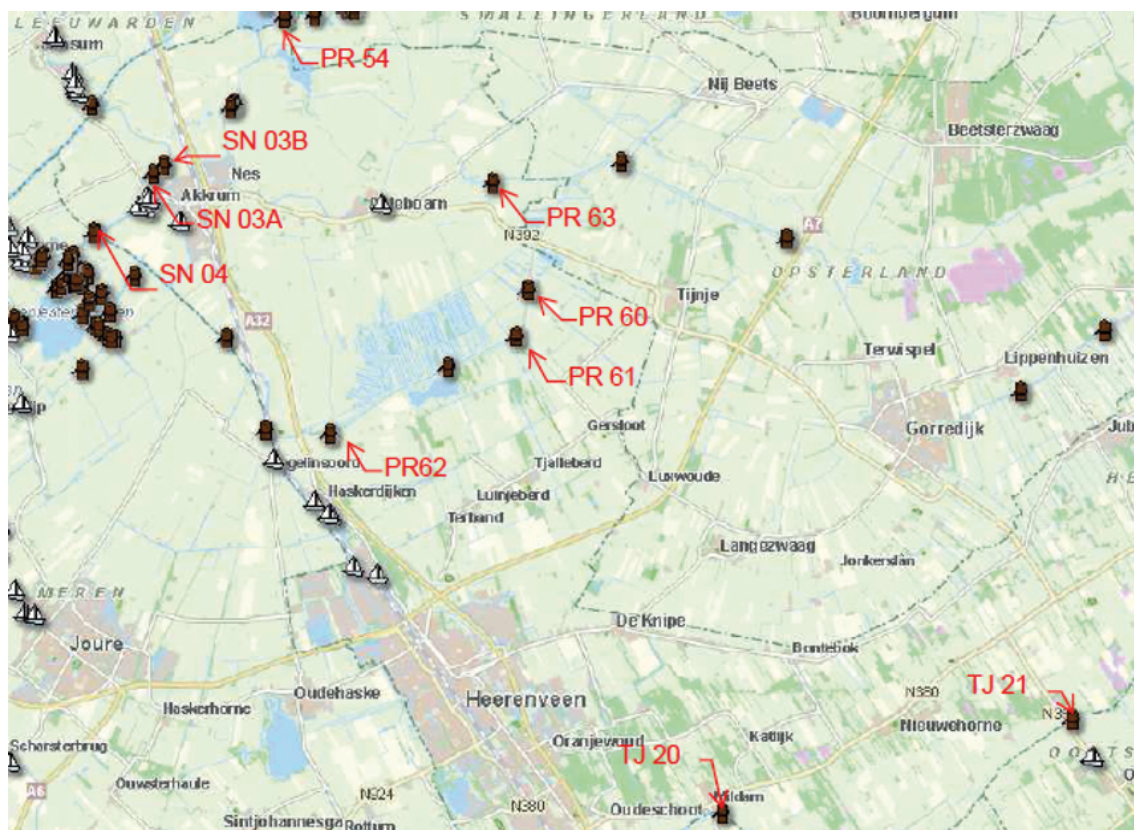 LEEUWARDEN
SMALLINGERLAND
Boornbergum
PR 54
Nij Beets
SN 03B
Nes
Beetsterzwaag
Akkrum
SN 03A
PR 63
N392
A7
SN 04
OPSTERLAND
Tijnje
PR 60
A32
Terwispel
Lippenhuizen
PR 61
Gersloot
Gorredijk
PR62
Tjalleberd
Luxwoude
Haskerdijken
Luinjeberd
Terband
Langezwaag
Jonkerslân
MEREN
De Knipe
Joure
Bontebok
Oudehaske
Heerenveen
N380
TJ 21
Haskerhorne
Nieuwehorne
Oranjewoud
Katlijk
Scharsterbrug
TJ 20
Ouwsterhaule
A6
N924
N380
Oudeschoot
Mildam
Sintjohannesga
Rottum